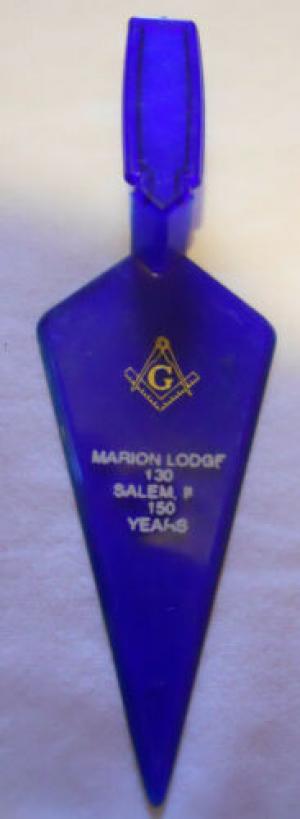 G
MARION LODGE
130
SALEM,
150
YEARS